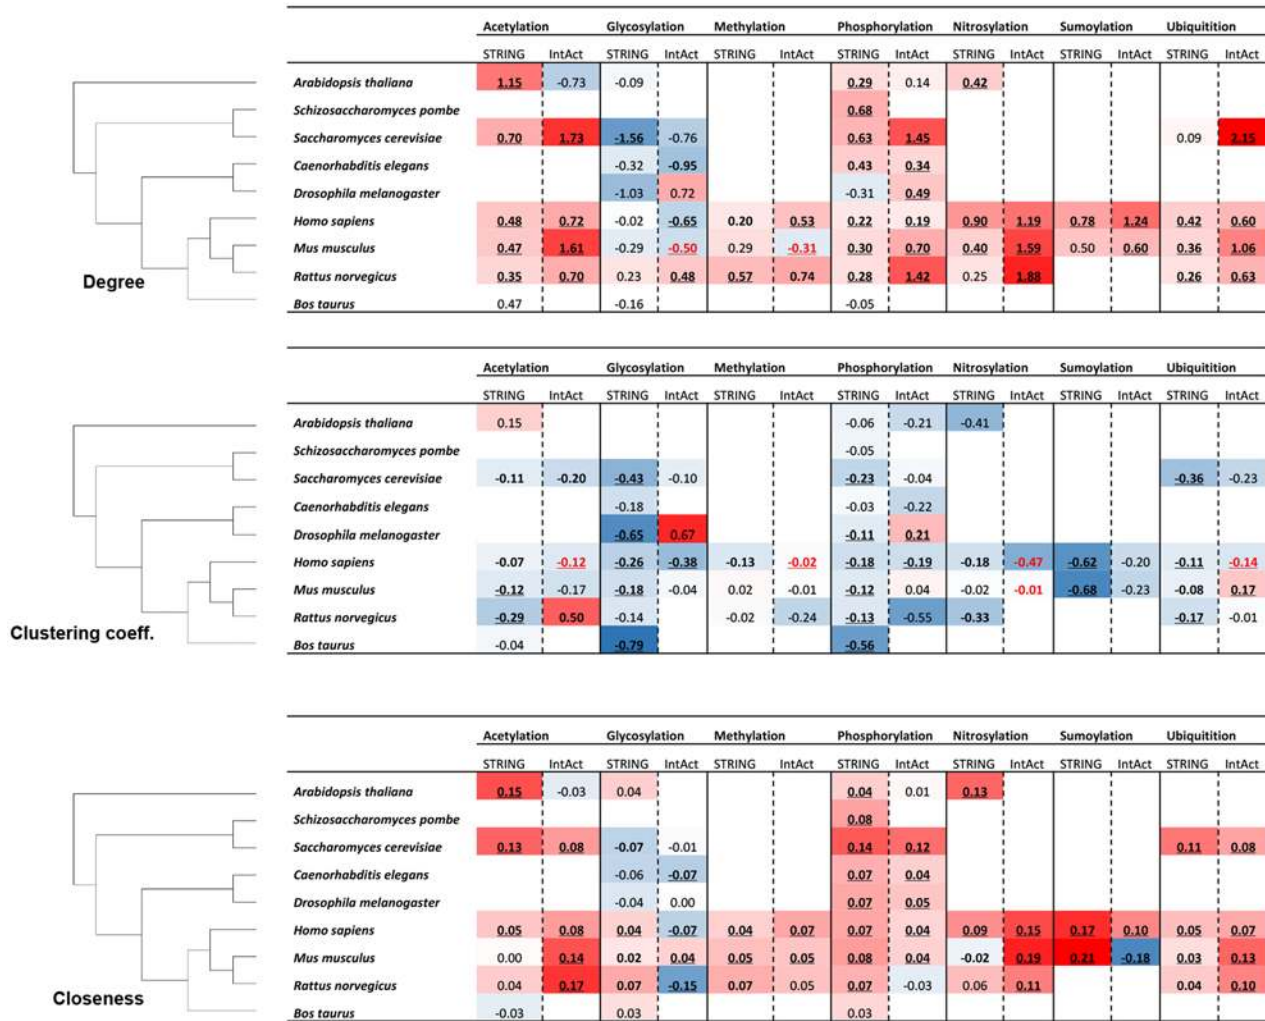 Acetylation Glycosylation Methylation Phosphorylation Nitrosylation Sumoylation Ubiquitition
STRING IntAct STRING IntAct STRING IntAct STRING IntAct STRING IntAct STRING IntAct STRING IntAct
Arabidopsis thaliana 1.15 -0.73 -0.09 0.29 0.14 0.42
Schizosaccharomyces pombe 0.68
Saccharomyces cerevisiae 0.70 1.73 -1.56 -0.76 0.63 1.45 0.09 2.15
Caenorhabditis elegans -0.32 -0.95 0.43 0.34
Drosophila melanogaster -1.03 0.72 -0.31 0.49
Homo sapiens 0.48 0.72 -0.02 -0.65 0.20 0.53 0.22 0.19 0.90 1.19 0.78 1.24 0.42 0.60
Mus musculus 0.47 1.61 -0.29 -0.50 0.29 -0.31 0.30 0.70 0.40 1.59 0.50 0.60 0.36 1.06
Rattus norvegicus 0.35 0.70 0.23 0.48 0.57 0.74 0.28 1.42 0.25 1.88 0.26 0.63
Degree
Bos taurus 0.47 -0.16 -0.05
Acetylation Glycosylation Methylation Phosphorylation Nitrosylation Sumoylation Ubiquitition
STRING IntAct STRING IntAct STRING IntAct STRING IntAct STRING IntAct STRING IntAct STRING IntAct
Arabidopsis thaliana 0.15 -0.06 -0.21 -0.41
Schizosaccharomyces pombe -0.05
Saccharomyces cerevisiae -0.11 -0.20 -0.43 -0.10 -0.23 -0.04 -0.36 -0.23
Caenorhabditis elegans -0.18 -0.03 -0.22
Drosophila melanogaster -0.65 0.67 -0.11 0.21
Homo sapiens -0.07 -0.12 -0.26 -0.38 -0.13 -0.02 -0.18 -0.19 -0.18 -0.47 -0.62 -0.20 -0.11 -0.14
Mus musculus -0.12 -0.17 -0.18 -0.04 0.02 -0.01 -0.12 0.04 -0.02 -0.01 -0.68 -0.23 -0.08 0.17
Rattus norvegicus -0.29 0.50 -0.14 -0.02 -0.24 -0.13 -0.55 -0.33 -0.17 -0.01
Clustering coeff.
Bos taurus -0.04 -0.79 -0.56
Acetylation Glycosylation Methylation Phosphorylation Nitrosylation Sumoylation Ubiquitition
STRING IntAct STRING IntAct STRING IntAct STRING IntAct STRING IntAct STRING IntAct STRING IntAct
Arabidopsis thaliana 0.15 -0.03 0.04 0.04 0.01 0.13
Schizosaccharomyces pombe 0.08
Saccharomyces cerevisiae 0.13 0.08 -0.07 -0.01 0.14 0.12 0.11 0.08
Caenorhabditis elegans -0.06 -0.07 0.07 0.04
Drosophila melanogaster -0.04 0.00 0.07 0.05
Homo sapiens 0.05 0.08 0.04 -0.07 0.04 0.07 0.07 0.04 0.09 0.15 0.17 0.10 0.05 0.07
Mus musculus 0.00 0.14 0.02 0.04 0.05 0.05 0.08 0.04 -0.02 0.19 0.21 -0.18 0.03 0.13
Rattus norvegicus 0.04 0.17 0.07 -0.15 0.07 0.05 0.07 -0.03 0.06 0.11 0.04 0.10
Closeness
Bos taurus -0.03 0.03 0.03